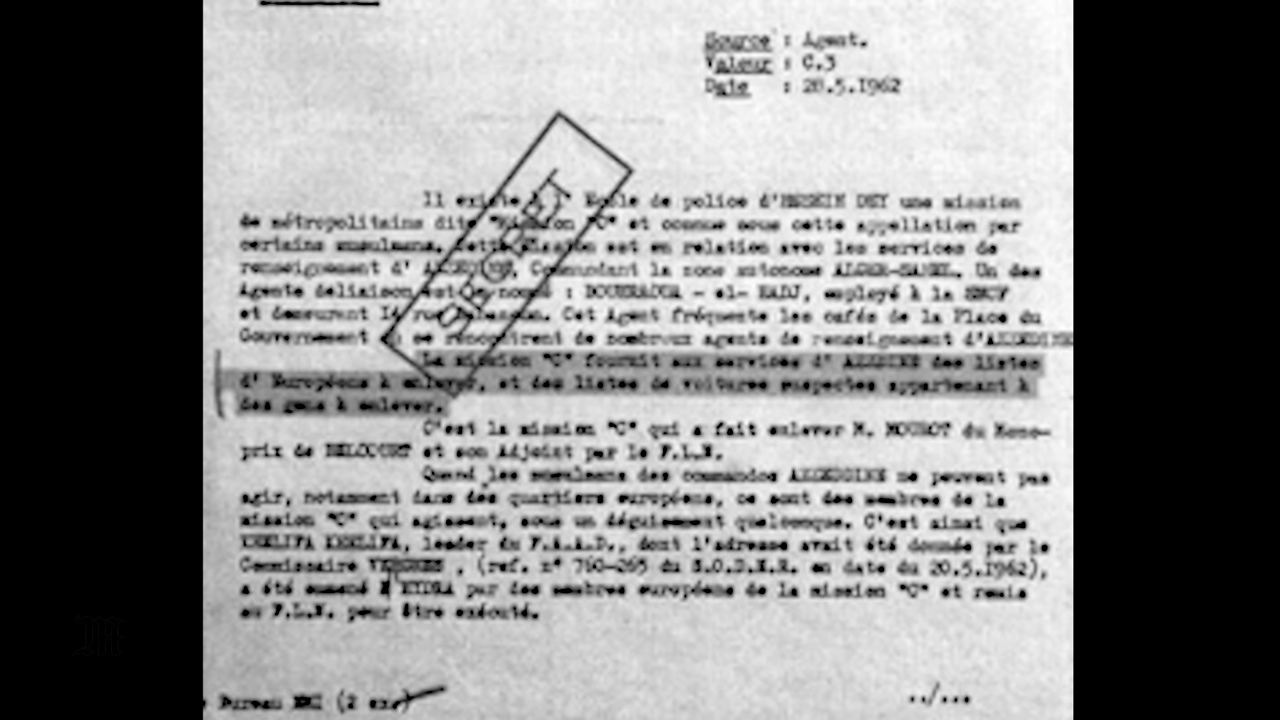 Source : Agent.
Valeur : C.3
Date : 28.5.1962
SECRET
Il existe à l' Ecole de police d'HUSSEIN DEY une mission
de métropolitains dite "Mission "C" et connue sous cette appellation par
certains musulmans. Cette mission est en relation avec les services de
renseignement d' Commandant la zone autonome Un des
Agents deliaison est le nommé : - el- HADJ, employé à la SNCF
et demeurant 14 rue Cet Agent fréquente les cafés de la Place du
Gouvernement où se rencontrent de nombreux agents de renseignement d'AZZEDINE
La mission "C" fournit aux services d' AZZEDINE des listes
d' Européens à enlever, et des listes de voitures suspectes appartenant à
des gens à enlever.
C'est la mission "C" qui a fait enlever M. du Mono-
prix de BELCOURT et son Adjoint par le F.L.N.
Quand les musulmans des commandos AZZEDDINE ne peuvent pas
agir, notamment dans des quartiers européens, ce sont des membres de la
mission "C" qui agissent, sous un déguisement quelconque. C'est ainsi que
KHELIFA KHELIFA, leader du F.A.A.D., dont l'adresse avait été donnée par le
Commissaire , (ref. n° 760-265 du en date du 20.5.1962),
a été emmené à HYDRA par des membres européens de la mission "C" et remis
au F.L.N. pour être exécuté.
Bureau (2 ex.)
../...
M